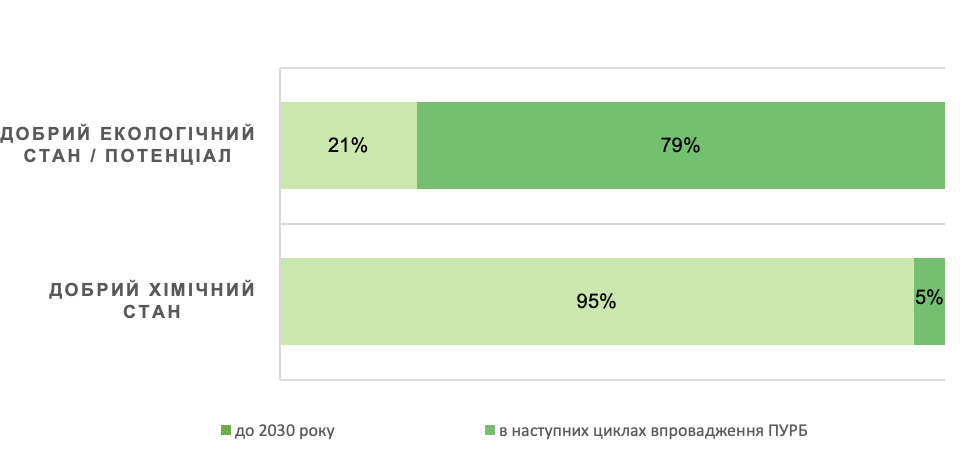 ДОБРИЙ ЕКОЛОГІЧНИЙ
СТАН / ПОТЕНЦІАЛ
21%
79%
ДОБРИЙ ХІМІЧНИЙ
СТАН
95%
5%
до 2030 року
в наступних циклах впровадження ПУРБ